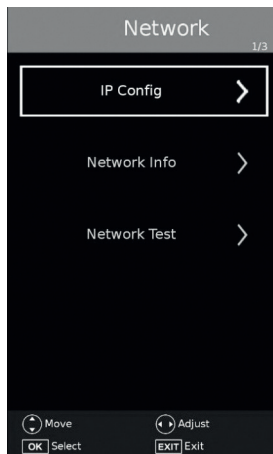 Network
1/3
IP Config
Network Info
Network Test
Move Adjust
OK Select EXIT Exit